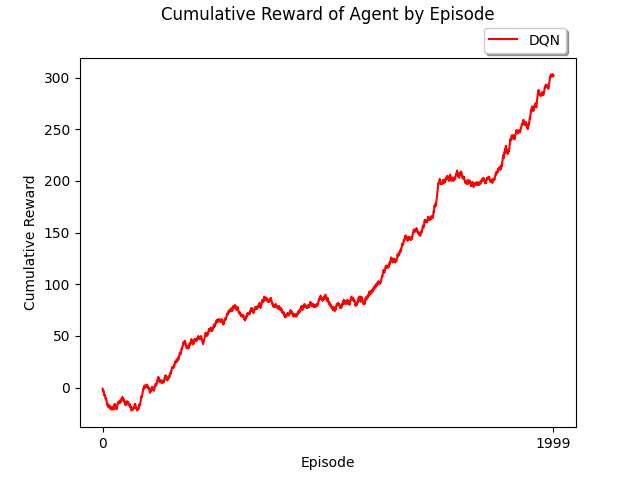 Cumulative Reward of Agent by Episode
DQN
300
250
200
150
100
50
0
Cumulative Reward
0 1999
Episode